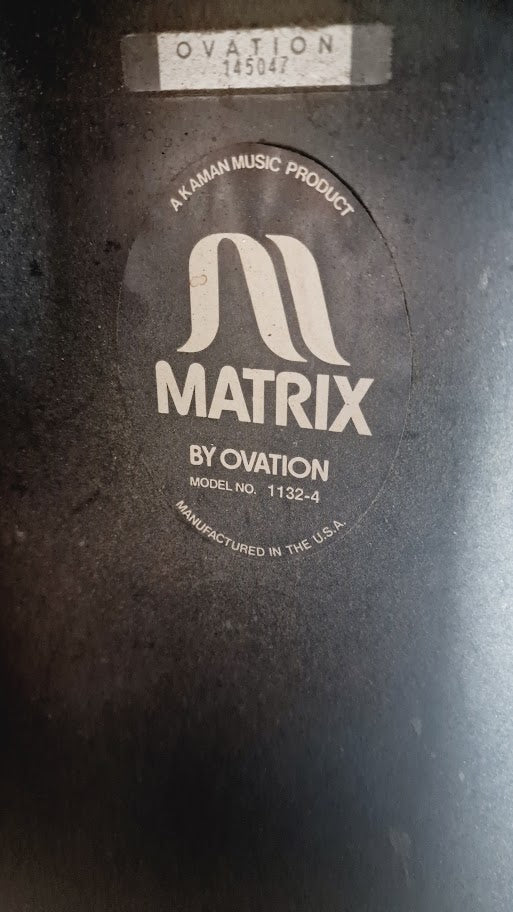 OVATION
145047
A KAMAN MUSIC PRODUCT
MATRIX
BY OVATION
MODEL NO. 1132-4
MANUFACTURED IN THE U.S.A.